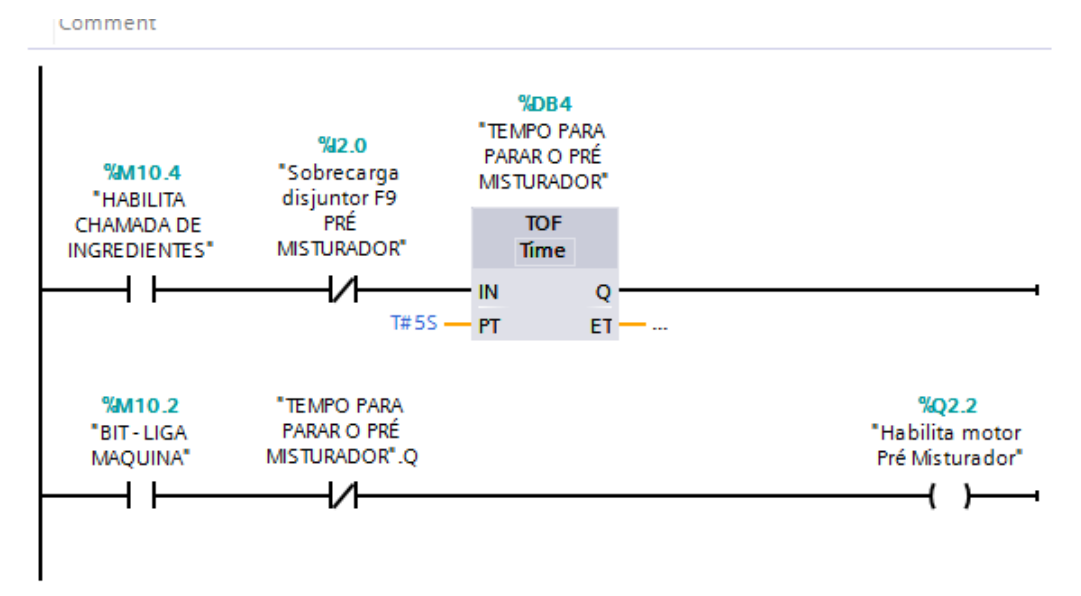 Comment
%DB4
"TEMPO PARA
PARAR O PRÉ
MISTURADOR"
%I2.0
"Sobrecarga
disjuntor F9
PRÉ
MISTURADOR"
%M10.4
"HABILITA
CHAMADA DE
INGREDIENTES"
TOF
Time
IN
Q
T#5S
PT
ET
...
%M10.2
"BIT - LIGA
MAQUINA"
"TEMPO PARA
PARAR O PRÉ
MISTURADOR".Q
%Q2.2
"Habilita motor
Pré Misturador"